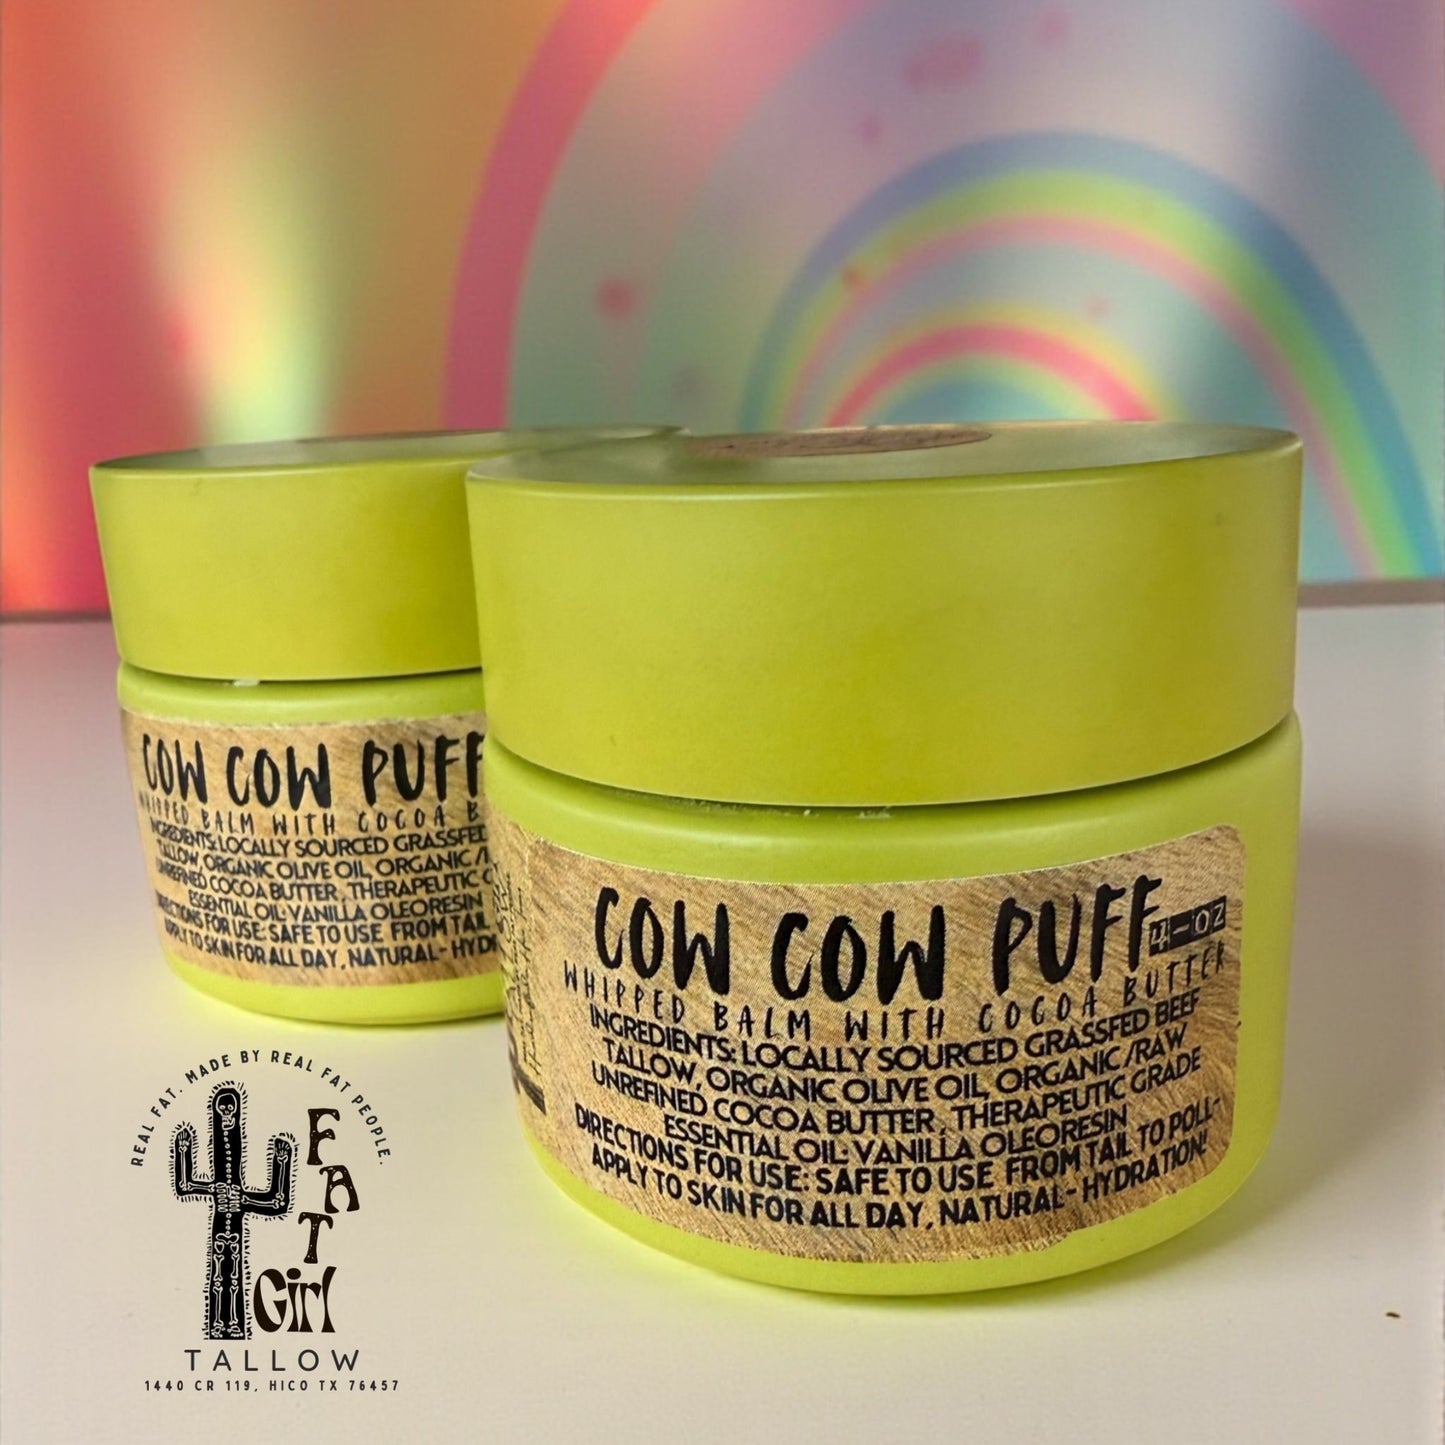 COW COW PUFF
WHIPPED BALM WITH COCOA B
INGREDIENTS: LOCALLY SOURCED GRASSFED
TALLOW, ORGANIC OLIVE OIL, ORGANIC /
UNREFINED COCOA BUTTER, THERAPEUTIC
ESSENTIAL OIL: VANILLA OLEORESIN
DIRECTIONS FOR USE: SAFE TO USE FROM TAIL
APPLY TO SKIN FOR ALL DAY, NATURAL- HYD
COW COW PUFF 4-OZ
WHIPPED BALM WITH COCOA BUTTER
INGREDIENTS: LOCALLY SOURCED GRASSFED BEEF
TALLOW, ORGANIC OLIVE OIL, ORGANIC /RAW
UNREFINED COCOA BUTTER, THERAPEUTIC GRADE
ESSENTIAL OIL: VANILLA OLEORESIN
DIRECTIONS FOR USE: SAFE TO USE FROM TAIL TO POLL-
APPLY TO SKIN FOR ALL DAY, NATURAL- HYDRATION!
REAL FAT. MADE BY REAL FAT PEOPLE.
FAT
Girl
TALLOW
1440 CR 119, HICO TX 76457